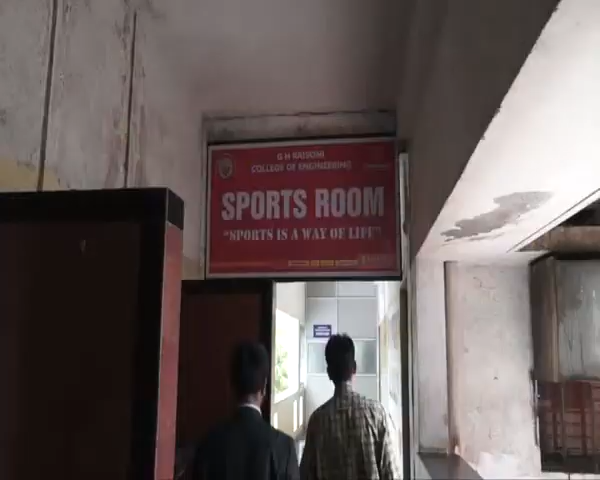 G H RAISONI
COLLEGE OF ENGINEERING
SPORTS ROOM
"SPORTS IS A WAY OF LIFE"